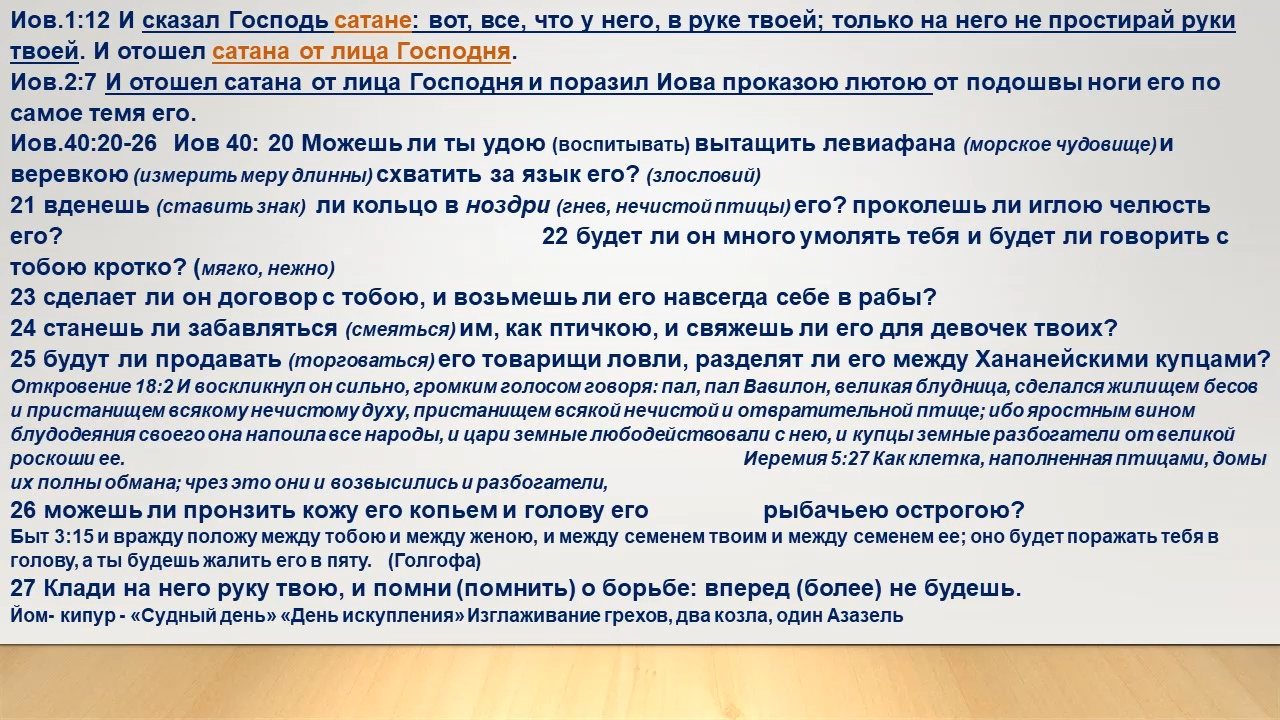 Иов.1:12 И сказал Господь сатане: вот, все, что у него, в руке твоей; только на него не простирай руки
твоей. И отошел сатана от лица Господня.
Иов.2:7 И отошел сатана от лица Господня и поразил Иова проказою лютою от подошвы ноги его по
самое темя его.
Иов.40:20-26 Иов 40: 20 Можешь ли ты удою (воспитывать) вытащить левиафана (морское чудовище) и
веревкою (измерить меру длинны) схватить за язык его? (злословий)
21 вденешь (ставить знак) ли кольцо в ноздри (гнев, нечистой птицы) его? проколешь ли иглою челюсть
его? 22 будет ли он много умолять тебя и будет ли говорить с
тобою кротко? (мягко, нежно)
23 сделает ли он договор с тобою, и возьмешь ли его навсегда себе в рабы?
24 станешь ли забавляться (смеяться) им, как птичкою, и свяжешь ли его для девочек твоих?
25 будут ли продавать (торговаться) его товарищи ловли, разделят ли его между Хананейскими купцами?
Откровение 18:2 И воскликнул он сильно, громким голосом говоря: пал, пал Вавилон, великая блудница, сделался жилищем бесов
и пристанищем всякому нечистому духу, пристанищем всякой нечистой и отвратительной птице; ибо яростным вином
блудодеяния своего она напоила все народы, и цари земные любодействовали с нею, и купцы земные разбогатели от великой
роскоши ее. Иеремия 5:27 Как клетка, наполненная птицами, домы
их полны обмана; чрез это они и возвысились и разбогатели,
26 можешь ли пронзить кожу его копьем и голову его рыбачьею острогою?
Быт 3:15 и вражду положу между тобою и между женою, и между семенем твоим и между семенем ее; оно будет поражать тебя в
голову, а ты будешь жалить его в пяту. (Голгофа)
27 Клади на него руку твою, и помни (помнить) о борьбе: вперед (более) не будешь.
Йом- кипур - «Судный день» «День искупления» Изглаживание грехов, два козла, один Азазель